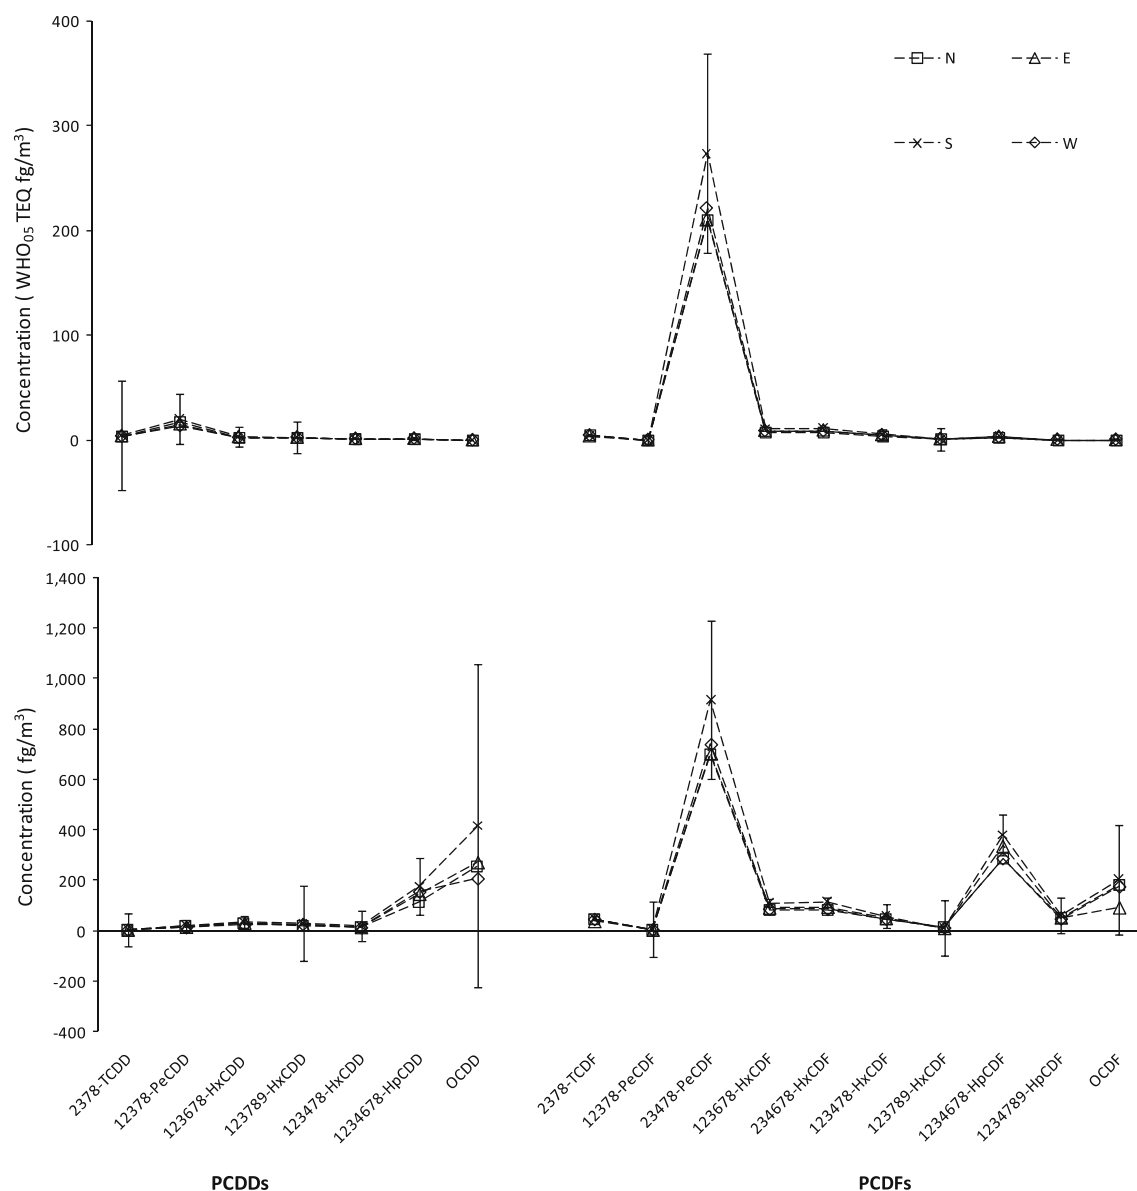 400
300
200
100
0
-100
Concentration ( WHO₀₅ TEQ fg/m³)
N
E
S
W
1,400
1,200
1,000
800
600
400
200
0
-200
-400
Concentration ( fg/m³)
2378-TCDD
12378-PeCDD
123678-HxCDD
123789-HxCDD
123478-HxCDD
1234678-HpCDD
OCDD
2378-TCDF
12378-PeCDF
23478-PeCDF
123678-HxCDF
234678-HxCDF
123478-HxCDF
123789-HxCDF
1234678-HpCDF
1234789-HpCDF
OCDF
PCDDs
PCDFs